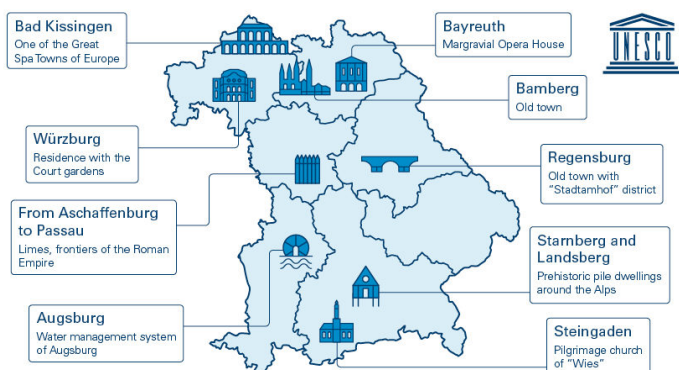 Bad Kissingen
One of the Great
Spa Towns of Europe
Bayreuth
Margravial Opera House
UNESCO
Bamberg
Old town
Würzburg
Residence with the
Court gardens
Regensburg
Old town with
"Stadtamhof" district
From Aschaffenburg
to Passau
Limes, frontiers of the Roman
Empire
Starnberg and
Landsberg
Prehistoric pile dwellings
around the Alps
Augsburg
Water management system
of Augsburg
Steingaden
Pilgrimage church
of "Wies"